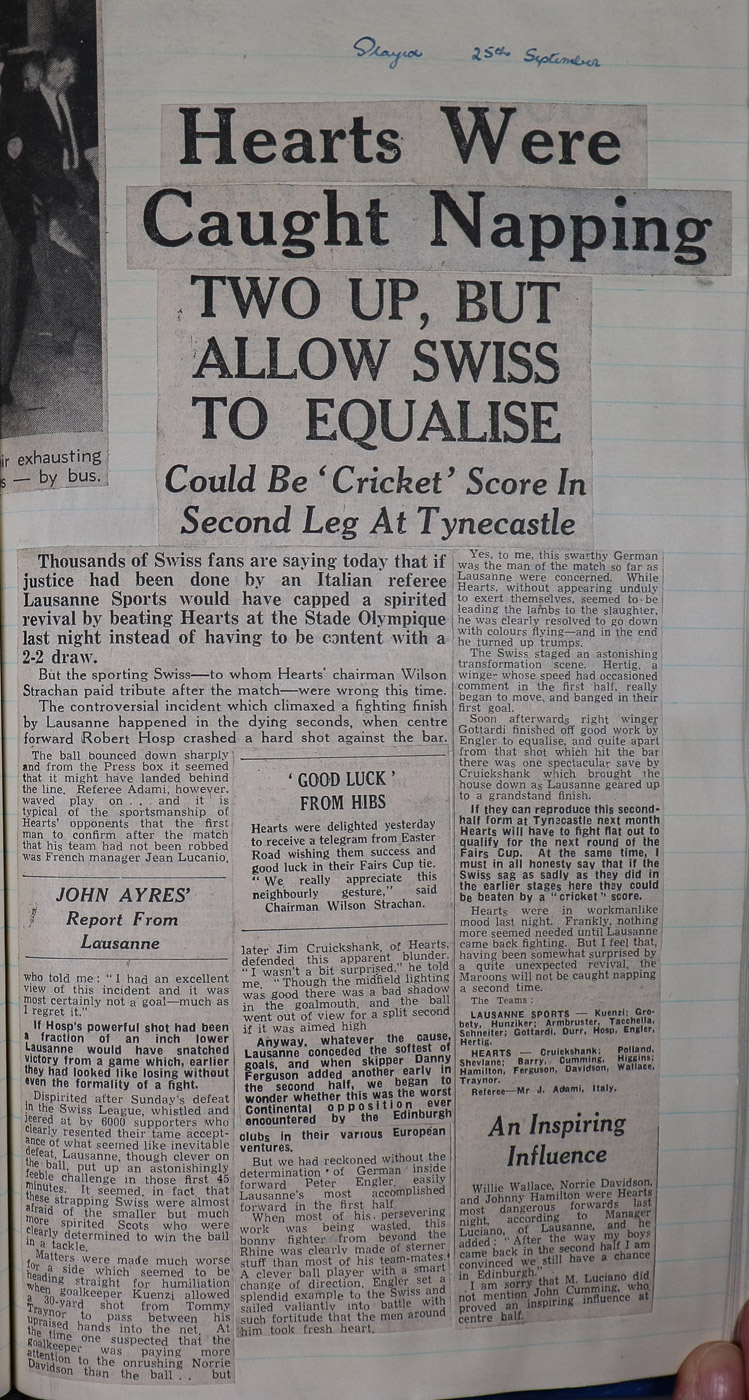 Played 25th September
ir exhausting
s — by bus.
Hearts Were
Caught Napping
TWO UP, BUT
ALLOW SWISS
TO EQUALISE
Could Be ‘Cricket’ Score In
Second Leg At Tynecastle
Thousands of Swiss fans are saying today that if
justice had been done by an Italian referee
Lausanne Sports would have capped a spirited
revival by beating Hearts at the Stade Olympique
last night instead of having to be content with a
2-2 draw.
But the sporting Swiss—to whom Hearts' chairman Wilson
Strachan paid tribute after the match—were wrong this time.
The controversial incident which climaxed a fighting finish
by Lausanne happened in the dying seconds, when centre
forward Robert Hosp crashed a hard shot against the bar.
The ball bounced down sharply
and from the Press box it seemed
that it might have landed behind
the line. Referee Adami, however,
waved play on . . and it is
typical of the sportsmanship of
Hearts' opponents that the first
man to confirm after the match
that his team had not been robbed
was French manager Jean Lucanio,
JOHN AYRES'
Report From
Lausanne
who told me: “I had an excellent
view of this incident and it was
most certainly not a goal—much as
I regret it.”
If Hosp's powerful shot had been
a fraction of an inch lower
Lausanne would have snatched
victory from a game which, earlier
they had looked like losing without
even the formality of a fight.
Dispirited after Sunday's defeat
in the Swiss League, whistled and
jeered at by 6000 supporters who
clearly resented their tame accept-
ance of what seemed like inevitable
defeat, Lausanne, though clever on
the ball, put up an astonishingly
feeble challenge in those first 45
minutes. It seemed, in fact that
these strapping Swiss were almost
afraid of the smaller but much
more spirited Scots who were
clearly determined to win the ball
in a tackle.
Matters were made much worse
for a side which seemed to be
heading straight for humiliation
when goalkeeper Kuenzi allowed
a 30-yard shot from Tommy
Traynor to pass between his
upraised hands into the net. At
the time one suspected that the
goalkeeper was paying more
attention to the onrushing Norrie
Davidson than the ball . . but
‘GOOD LUCK’
FROM HIBS
Hearts were delighted yesterday
to receive a telegram from Easter
Road wishing them success and
good luck in their Fairs Cup tie.
“We really appreciate this
neighbourly gesture,” said
Chairman Wilson Strachan.
later Jim Cruickshank, of Hearts,
defended this apparent blunder.
“I wasn't a bit surprised,” he told
me. “Though the midfield lighting
was good there was a bad shadow
in the goalmouth, and the ball
went out of view for a split second
if it was aimed high
Anyway, whatever the cause,
Lausanne conceded the softest of
goals, and when skipper Danny
Ferguson added another early in
the second half, we began to
wonder whether this was the worst
Continental opposition ever
encountered by the Edinburgh
clubs in their various European
ventures.
But we had reckoned without the
determination of German inside
forward Peter Engler, easily
Lausanne's most accomplished
forward in the first half.
When most of his persevering
work was being wasted, this
bonny fighter from beyond the
Rhine was clearly made of sterner
stuff than most of his team-mates.
A clever ball player with a smart
change of direction, Engler set a
splendid example to the Swiss and
sailed valiantly into battle with
such fortitude that the men around
him took fresh heart.
Yes, to me, this swarthy German
was the man of the match so far as
Lausanne were concerned. While
Hearts, without appearing unduly
to exert themselves, seemed to be
leading the lambs to the slaughter,
he was clearly resolved to go down
with colours flying—and in the end
he turned up trumps.
The Swiss staged an astonishing
transformation scene. Hertig, a
winger whose speed had occasioned
comment in the first half, really
began to move, and banged in their
first goal.
Soon afterwards right winger
Gottardi finished off good work by
Engler to equalise, and quite apart
from that shot which hit the bar
there was one spectacular save by
Cruickshank which brought the
house down as Lausanne geared up
to a grandstand finish.
If they can reproduce this second-
half form at Tynecastle next month
Hearts will have to fight flat out to
qualify for the next round of the
Fairs Cup. At the same time, I
must in all honesty say that if the
Swiss sag as sadly as they did in
the earlier stages here they could
be beaten by a “cricket” score.
Hearts were in workmanlike
mood last night. Frankly, nothing
more seemed needed until Lausanne
came back fighting. But I feel that,
having been somewhat surprised by
a quite unexpected revival, the
Maroons will not be caught napping
a second time.
The Teams:
LAUSANNE SPORTS — Kuenzi; Gro-
bety, Hunziker; Armbruster, Tacchella,
Schneiter; Gottardi, Durr, Hosp, Engler,
Hertig.
HEARTS — Cruickshank; Polland,
Shevlane; Barry, Cumming, Higgins;
Hamilton, Ferguson, Davidson, Wallace,
Traynor.
Referee—Mr J. Adami, Italy.
An Inspiring
Influence
Willie Wallace, Norrie Davidson,
and Johnny Hamilton were Hearts
most dangerous forwards last
night, according to Manager
Luciano, of Lausanne, and he
added: “After the way my boys
came back in the second half I am
convinced we still have a chance
in Edinburgh.”
I am sorry that M. Luciano did
not mention John Cumming, who
proved an inspiring influence at
centre half.